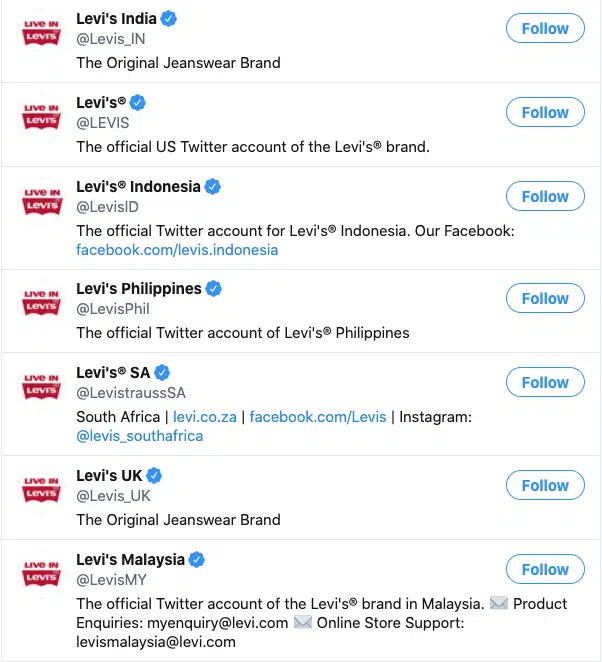 LIVE IN
LEVI'S
Levi's India
@Levis_IN
Follow
The Original Jeanswear Brand
LIVE IN
LEVI'S
Levi's®
@LEVIS
Follow
The official US Twitter account of the Levi's® brand.
LIVE IN
LEVI'S
Levi's® Indonesia
@LevisID
Follow
The official Twitter account for Levi's® Indonesia. Our Facebook:
facebook.com/levis.indonesia
LIVE IN
LEVI'S
Levi's Philippines
@LevisPhil
Follow
The official Twitter account of Levi's® Philippines
LIVE IN
LEVI'S
Levi's® SA
@LevistraussSA
Follow
South Africa | levi.co.za | facebook.com/Levis | Instagram:
@levis_southafrica
LIVE IN
LEVI'S
Levi's UK
@Levis_UK
Follow
The Original Jeanswear Brand
LIVE IN
LEVI'S
Levi's Malaysia
@LevisMY
Follow
The official Twitter account of the Levi's® brand in Malaysia. ✉️ Product
Enquiries: myenquiry@levi.com ✉️ Online Store Support:
levismalaysia@levi.com